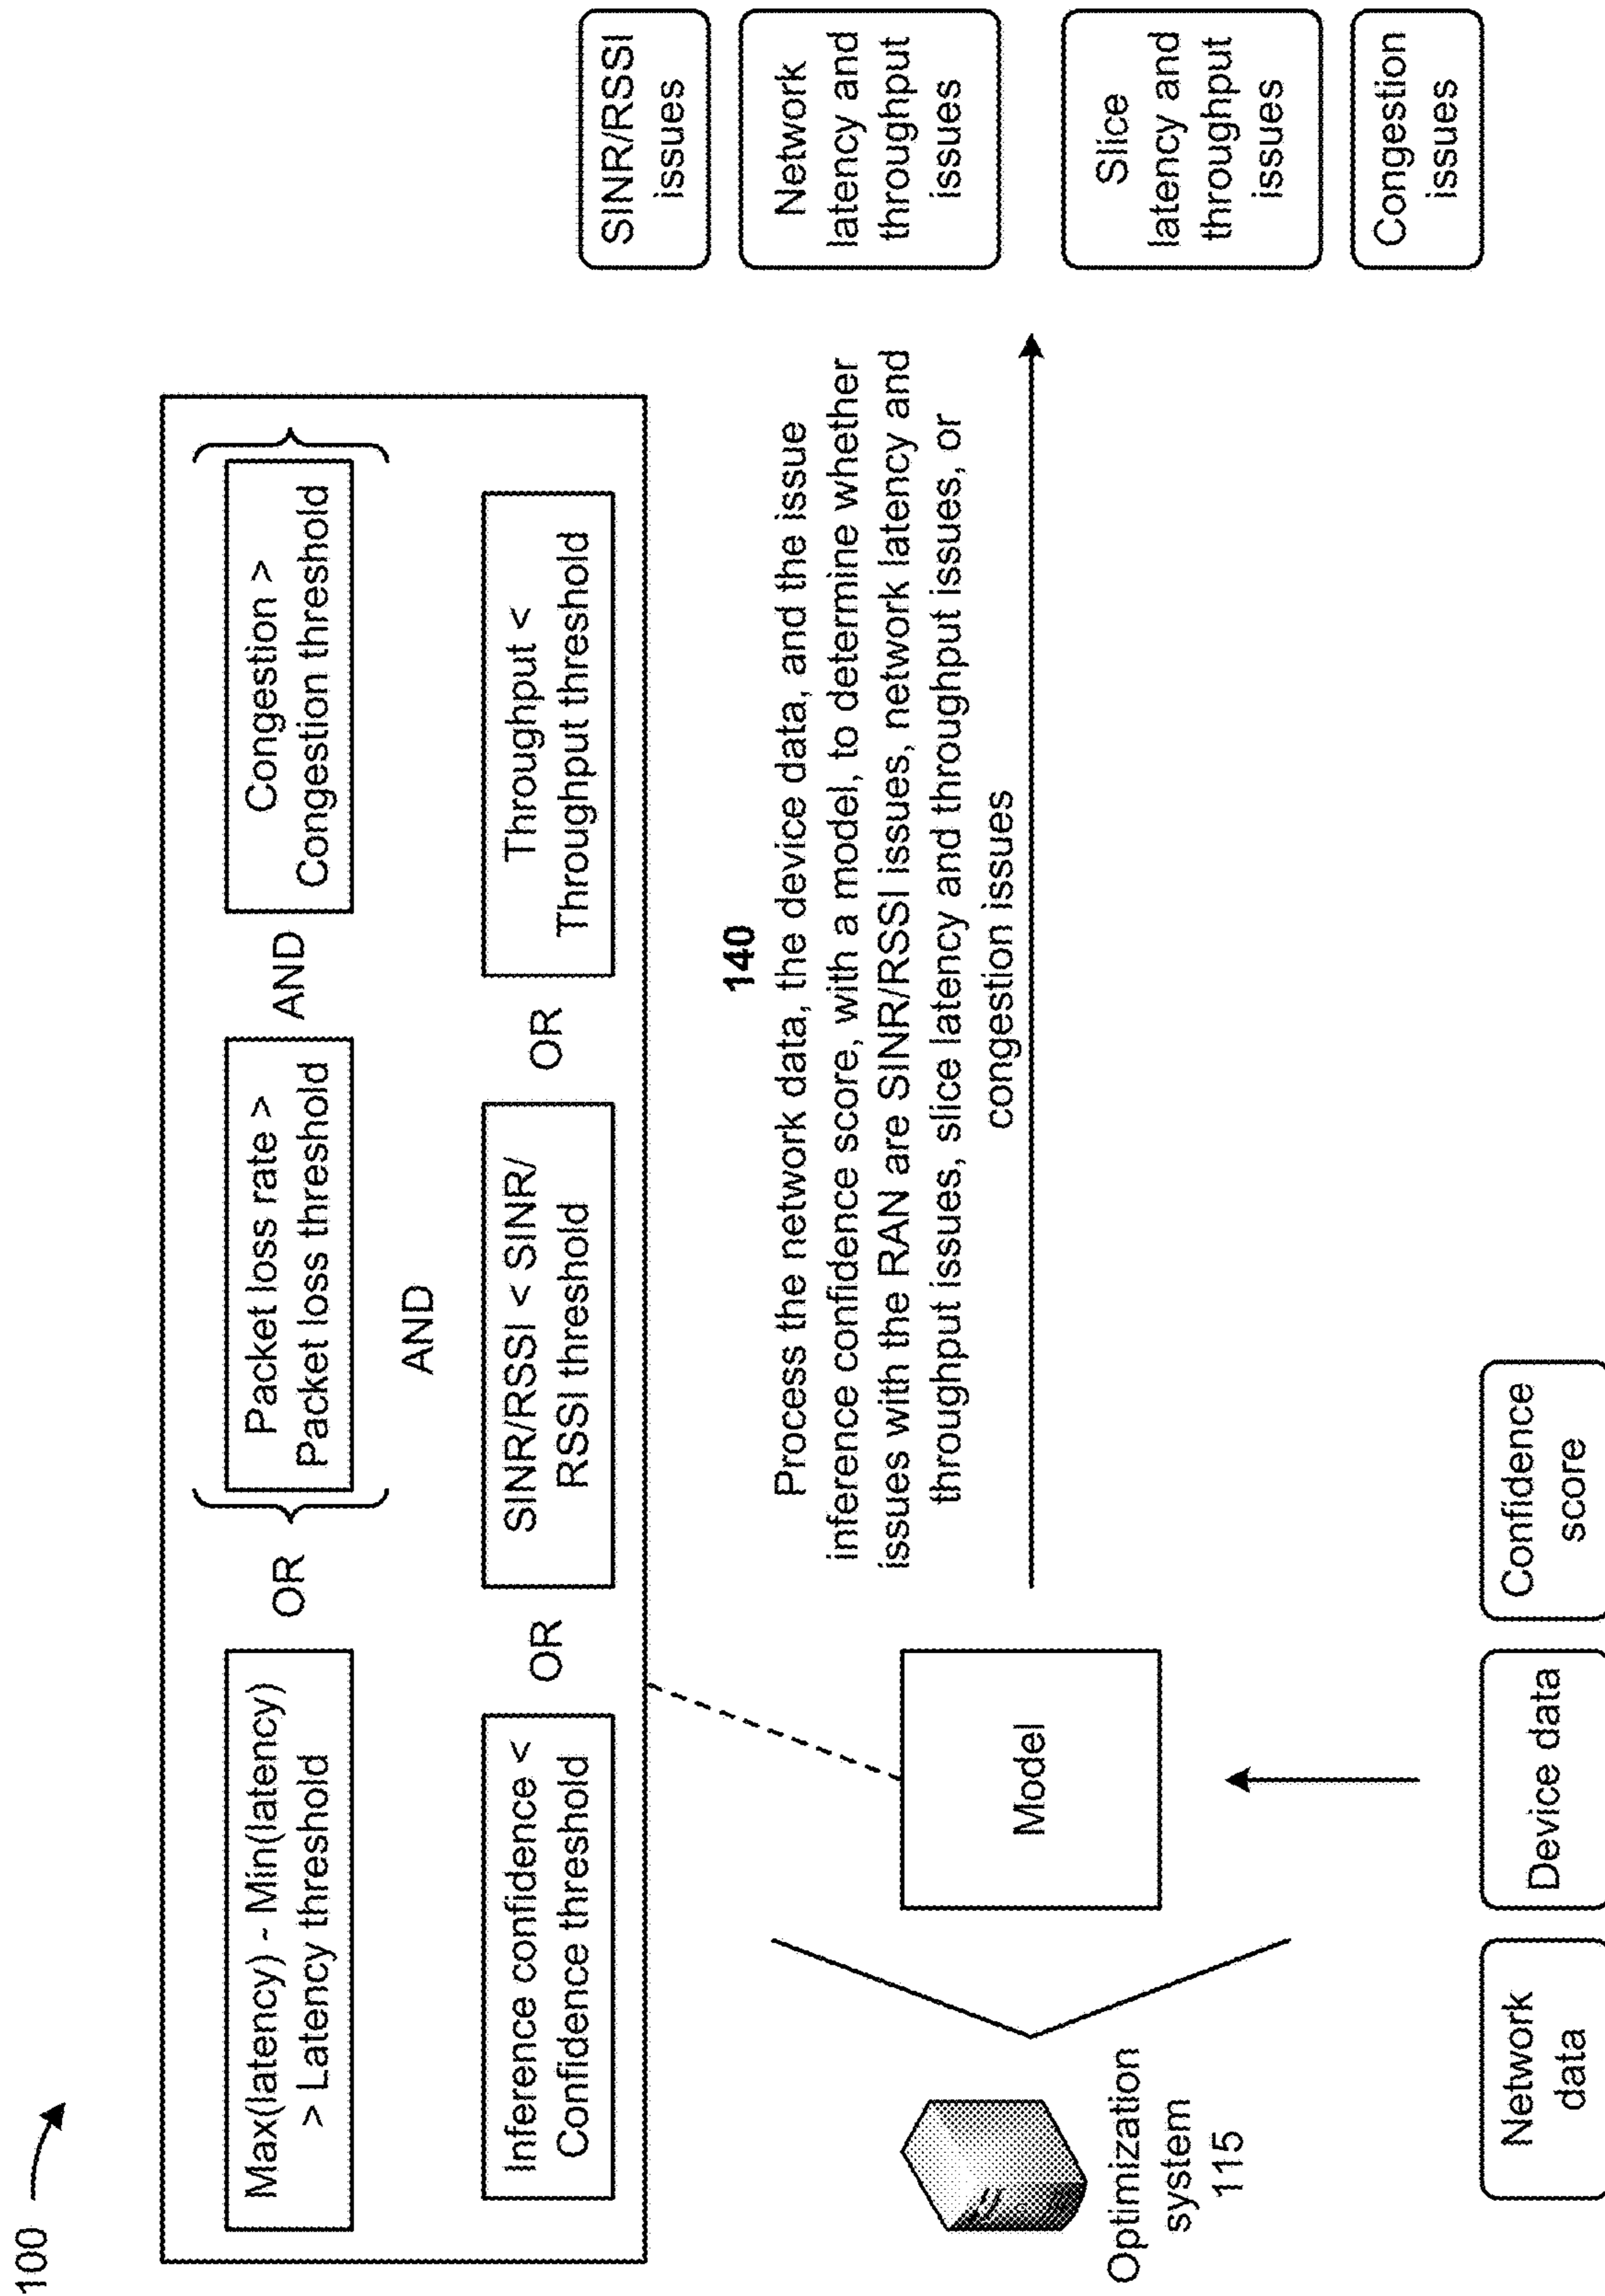 100
Max(latency) - Min(latency)
> Latency threshold
OR
Packet loss rate >
Packet loss threshold
AND
Congestion >
Congestion threshold
AND
Inference confidence <
Confidence threshold
OR
SINR/RSSI < SINR/
RSSI threshold
OR
Throughput <
Throughput threshold
140
Process the network data, the device data, and the issue
inference confidence score, with a model, to determine whether
issues with the RAN are SINR/RSSI issues, network latency and
throughput issues, slice latency and throughput issues, or
congestion issues
Optimization
system
115
Model
Network
data
Device data
Confidence
score
SINR/RSSI
issues
Network
latency and
throughput
issues
Slice
latency and
throughput
issues
Congestion
issues